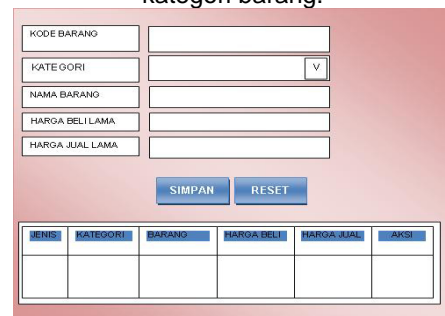 kategori barang.
KODE BARANG
KATEGORI V
NAMA BARANG
HARGA BELI LAMA
HARGA JUAL LAMA
SIMPAN RESET
JENIS KATEGORI BARANG HARGA BELI HARGA JUAL AKSI